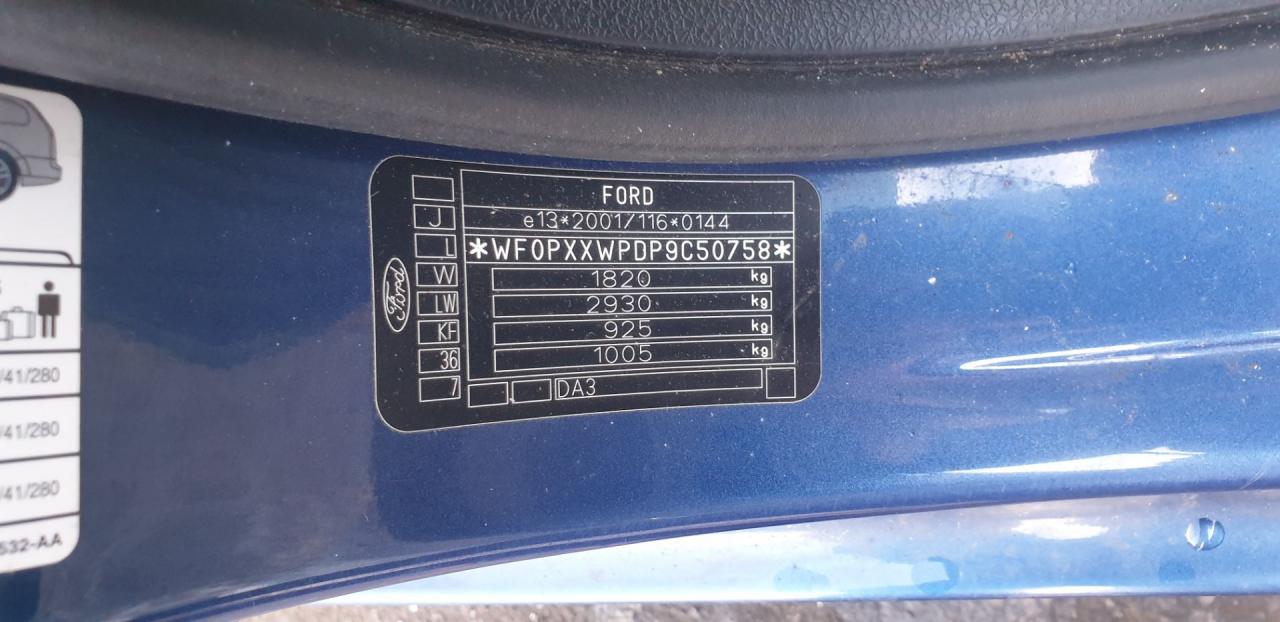 S
/41/280
/41/280
/41/280
532-AA
Ford
J
L
W
LW
KF
36
7
FORD
e13*2001/116*0144
*WF0PXXWPDP9C50758*
1820 kg
2930 kg
925 kg
1005 kg
DA3